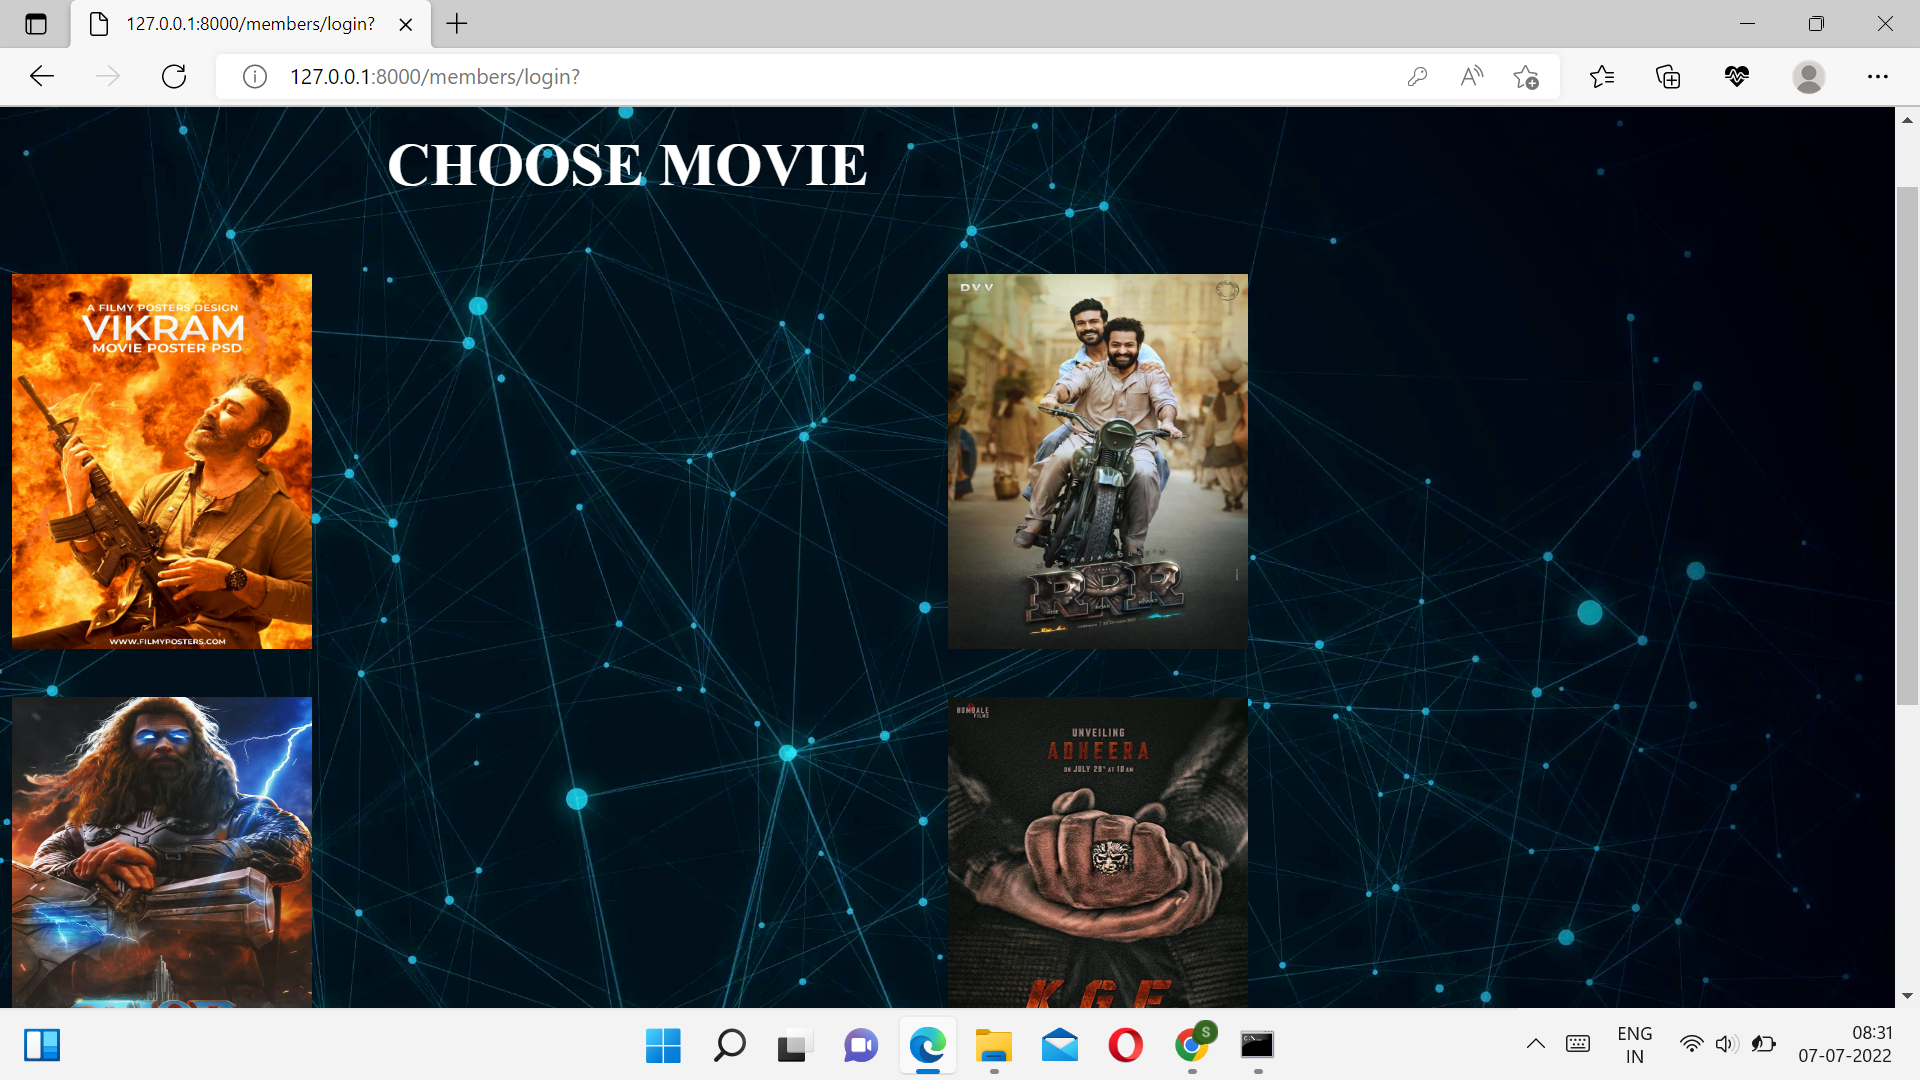 127.0.0.1:8000/members/login?
127.0.0.1:8000/members/login?
CHOOSE MOVIE
A FILMY POSTERS DESIGN
VIKRAM
MOVIE POSTER PSD
WWW.FILMYPOSTERS.COM
DVV
RRR
HOMBALE
FILMS
UNVEILING
ADHEERA
ON JULY 29TH AT 10 AM
K.G.F
S
ENG
IN
08:31
07-07-2022